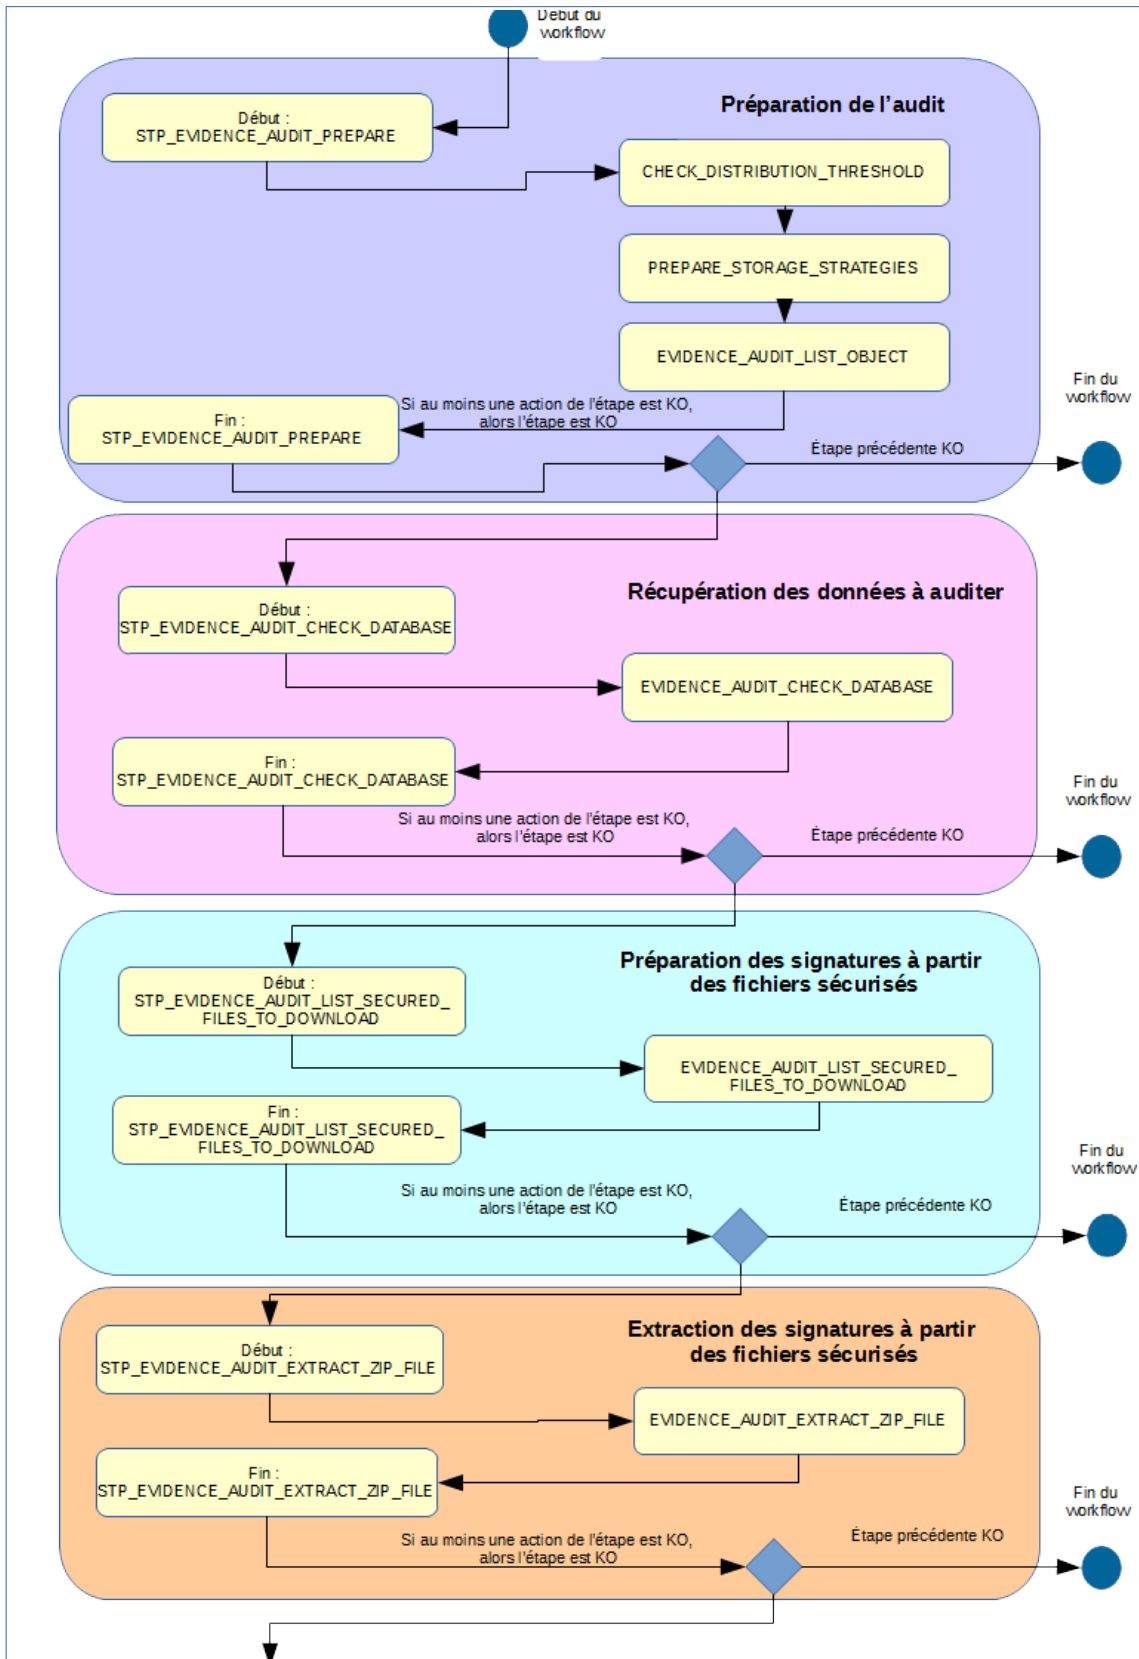 Début du
workflow
Préparation de l'audit
Début :
STP_EVIDENCE_AUDIT_PREPARE
CHECK_DISTRIBUTION_THRESHOLD
PREPARE_STORAGE_STRATEGIES
EVIDENCE_AUDIT_LIST_OBJECT
Fin du
workflow
Si au moins une action de l'étape est KO,
alors l'étape est KO
Fin :
STP_EVIDENCE_AUDIT_PREPARE
Étape précédente KO
Récupération des données à auditer
Début :
STP_EVIDENCE_AUDIT_CHECK_DATABASE
EVIDENCE_AUDIT_CHECK_DATABASE
Fin :
STP_EVIDENCE_AUDIT_CHECK_DATABASE
Fin du
workflow
Si au moins une action de l'étape est KO,
alors l'étape est KO
Étape précédente KO
Préparation des signatures à partir
des fichiers sécurisés
Début :
STP_EVIDENCE_AUDIT_LIST_SECURED_
FILES_TO_DOWNLOAD
EVIDENCE_AUDIT_LIST_SECURED_
FILES_TO_DOWNLOAD
Fin :
STP_EVIDENCE_AUDIT_LIST_SECURED_
FILES_TO_DOWNLOAD
Fin du
workflow
Si au moins une action de l'étape est KO,
alors l'étape est KO
Étape précédente KO
Extraction des signatures à partir
des fichiers sécurisés
Début :
STP_EVIDENCE_AUDIT_EXTRACT_ZIP_FILE
EVIDENCE_AUDIT_EXTRACT_ZIP_FILE
Fin :
STP_EVIDENCE_AUDIT_EXTRACT_ZIP_FILE
Fin du
workflow
Si au moins une action de l'étape est KO,
alors l'étape est KO
Étape précédente KO